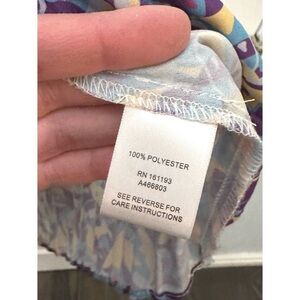 100% POLYESTER
RN 161193
A466803
SEE REVERSE FOR
CARE INSTRUCTIONS